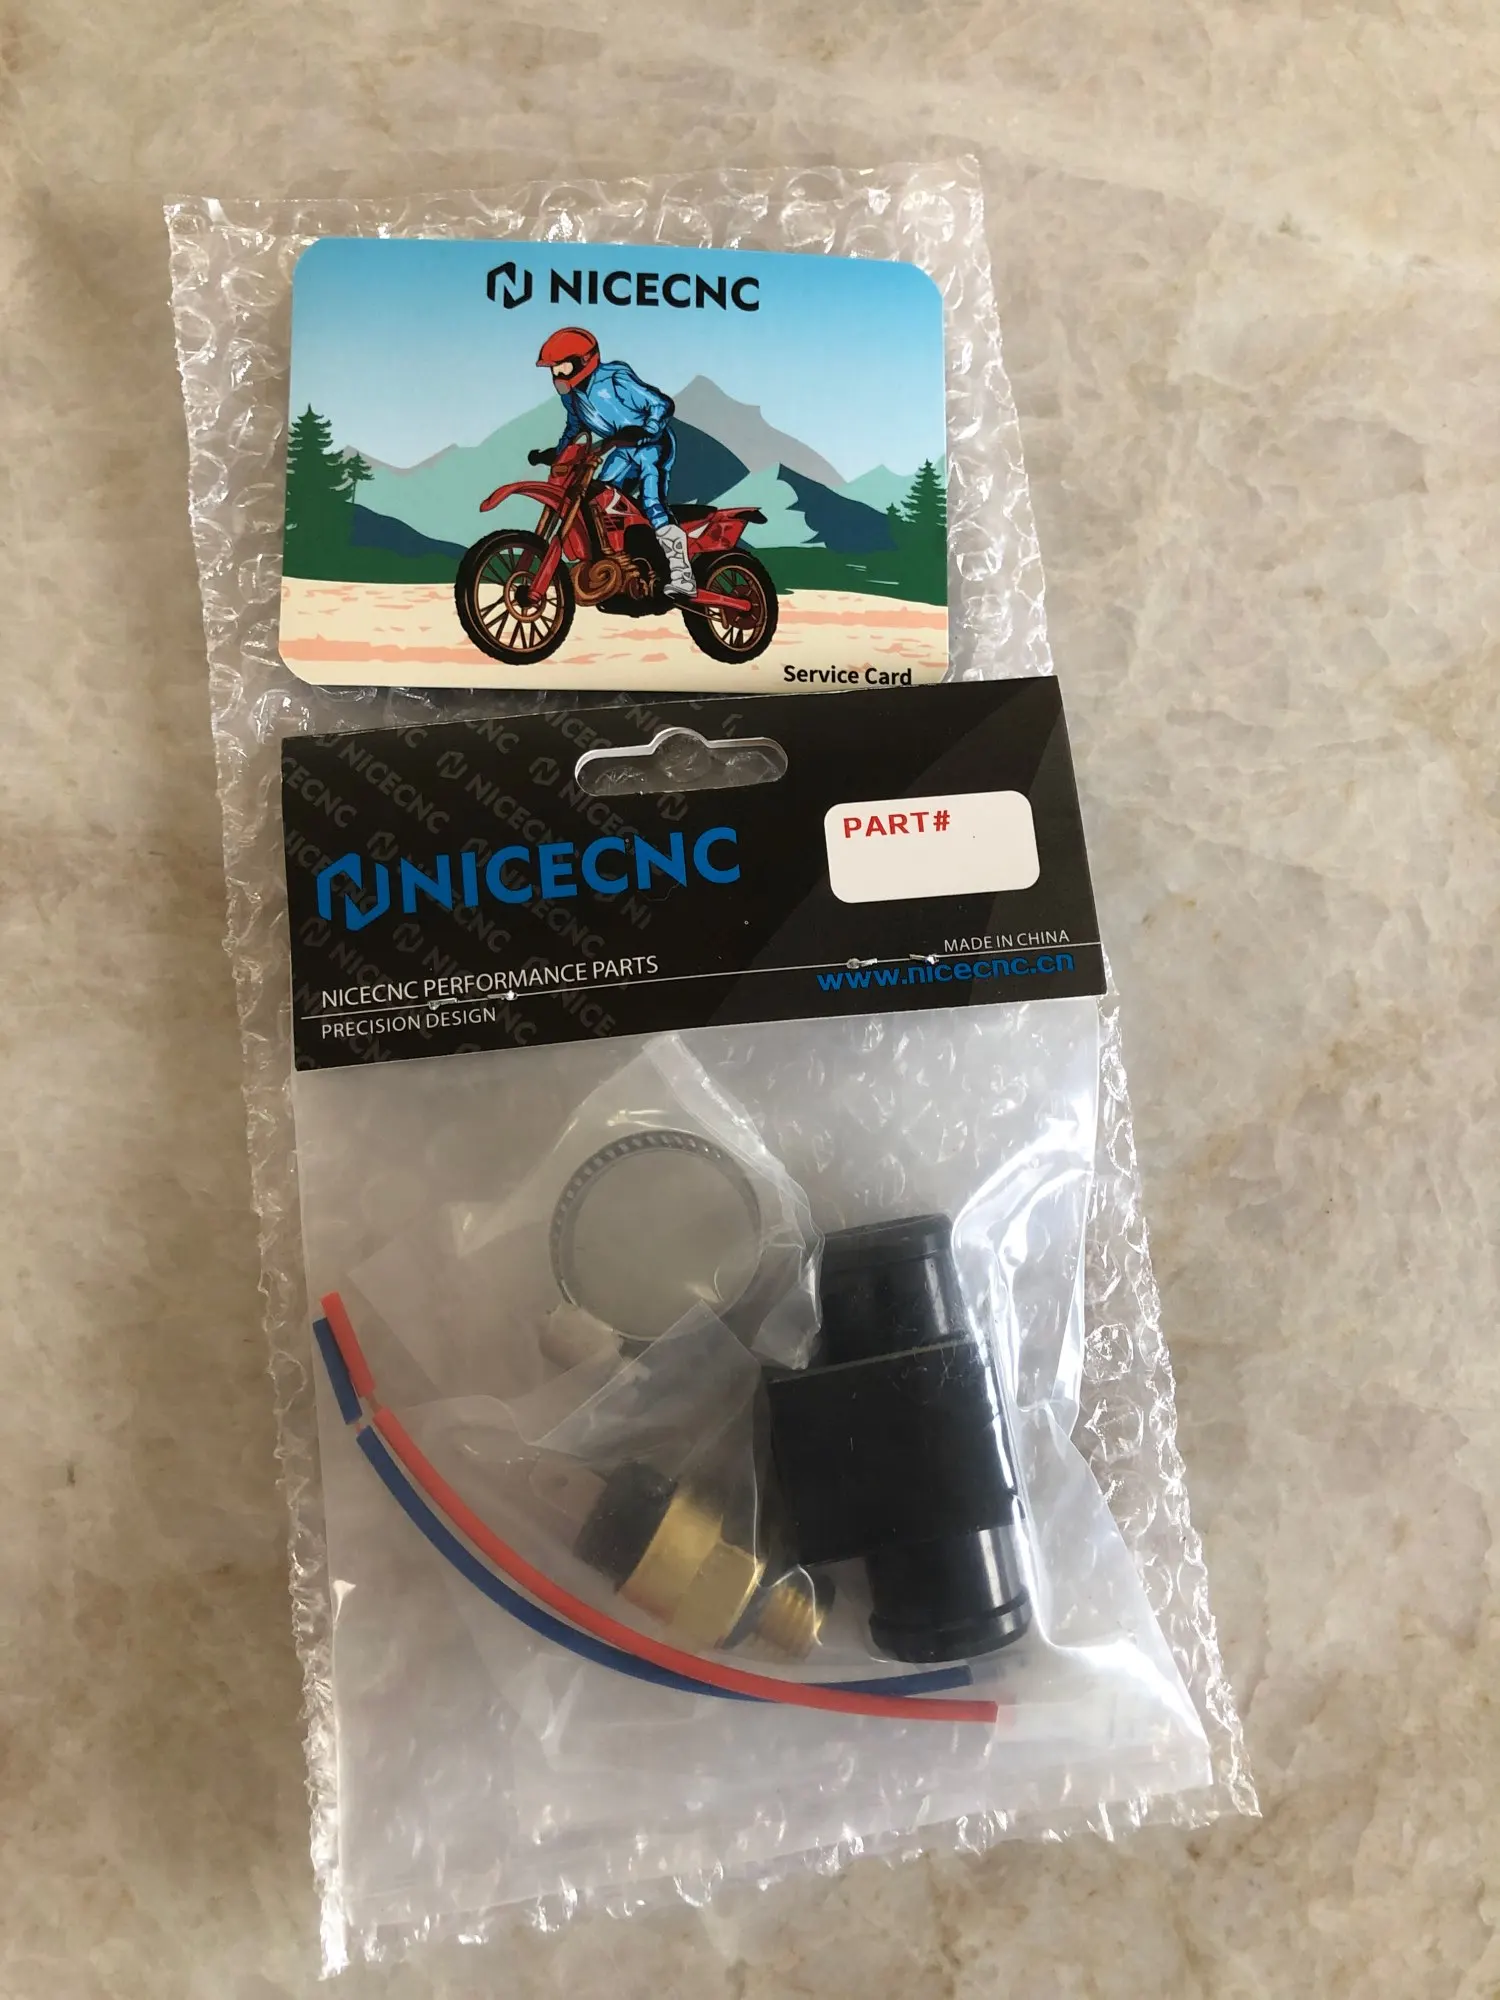 NICECNC
Service Card
NICECNC
PART#
NICECNC PERFORMANCE PARTS
PRECISION DESIGN
MADE IN CHINA
www.nicecnc.cn